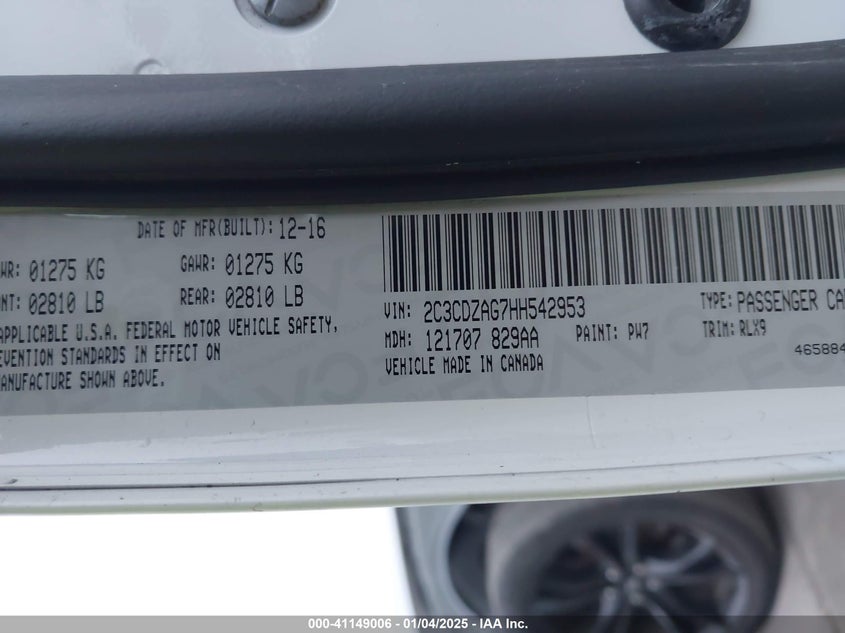 DATE OF MFR(BUILT): 12-16
WR: 01275 KG GAWR: 01275 KG
NT: 02810 LB REAR: 02810 LB
APPLICABLE U.S.A. FEDERAL MOTOR VEHICLE SAFETY,
EVENTION STANDARDS IN EFFECT ON
ANUFACTURE SHOWN ABOVE.
VIN: 2C3CDZAG7HH542953 TYPE: PASSENGER CAR
MDH: 121707 829AA PAINT: PW7 TRIM: RLX9
VEHICLE MADE IN CANADA 465884
000-41149006 - 01/04/2025 - IAA Inc.